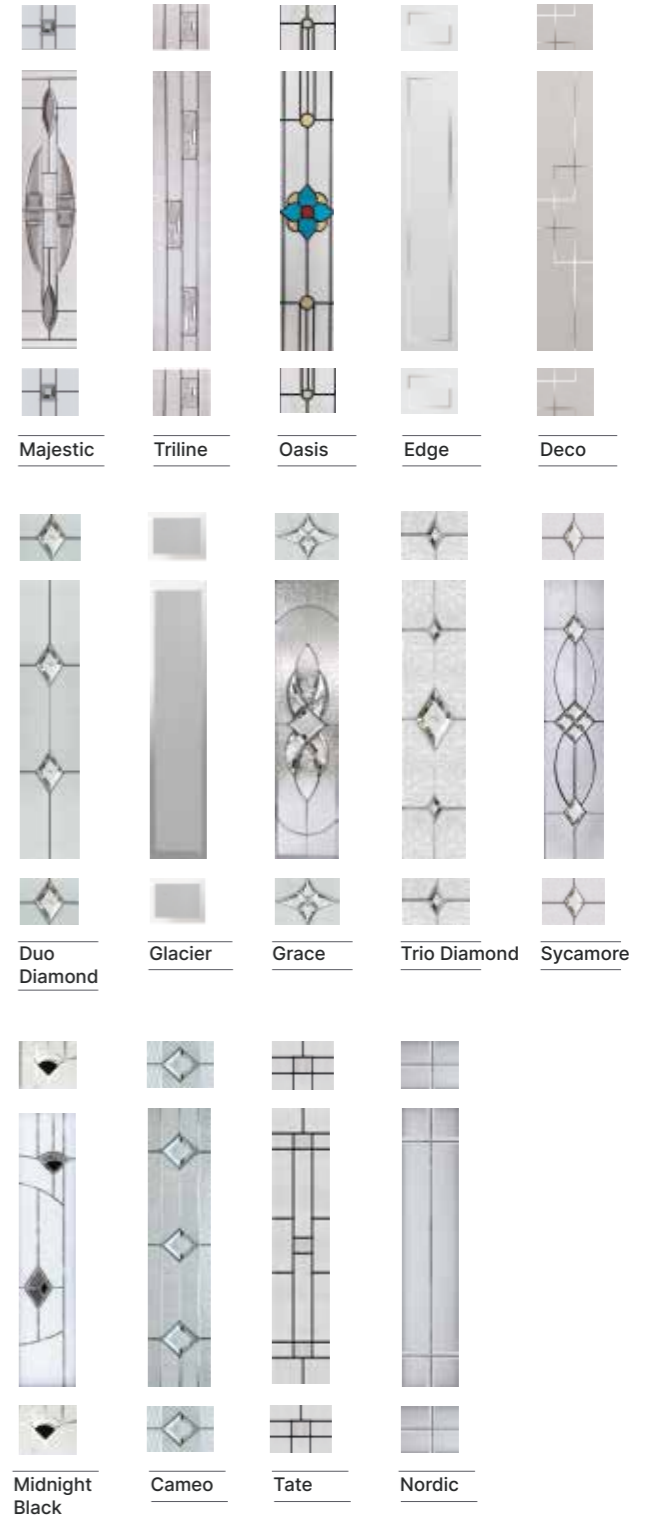 Majestic
Triline
Oasis
Edge
Deco
Duo
Diamond
Glacier
Grace
Trio Diamond
Sycamore
Midnight
Black
Cameo
Tate
Nordic